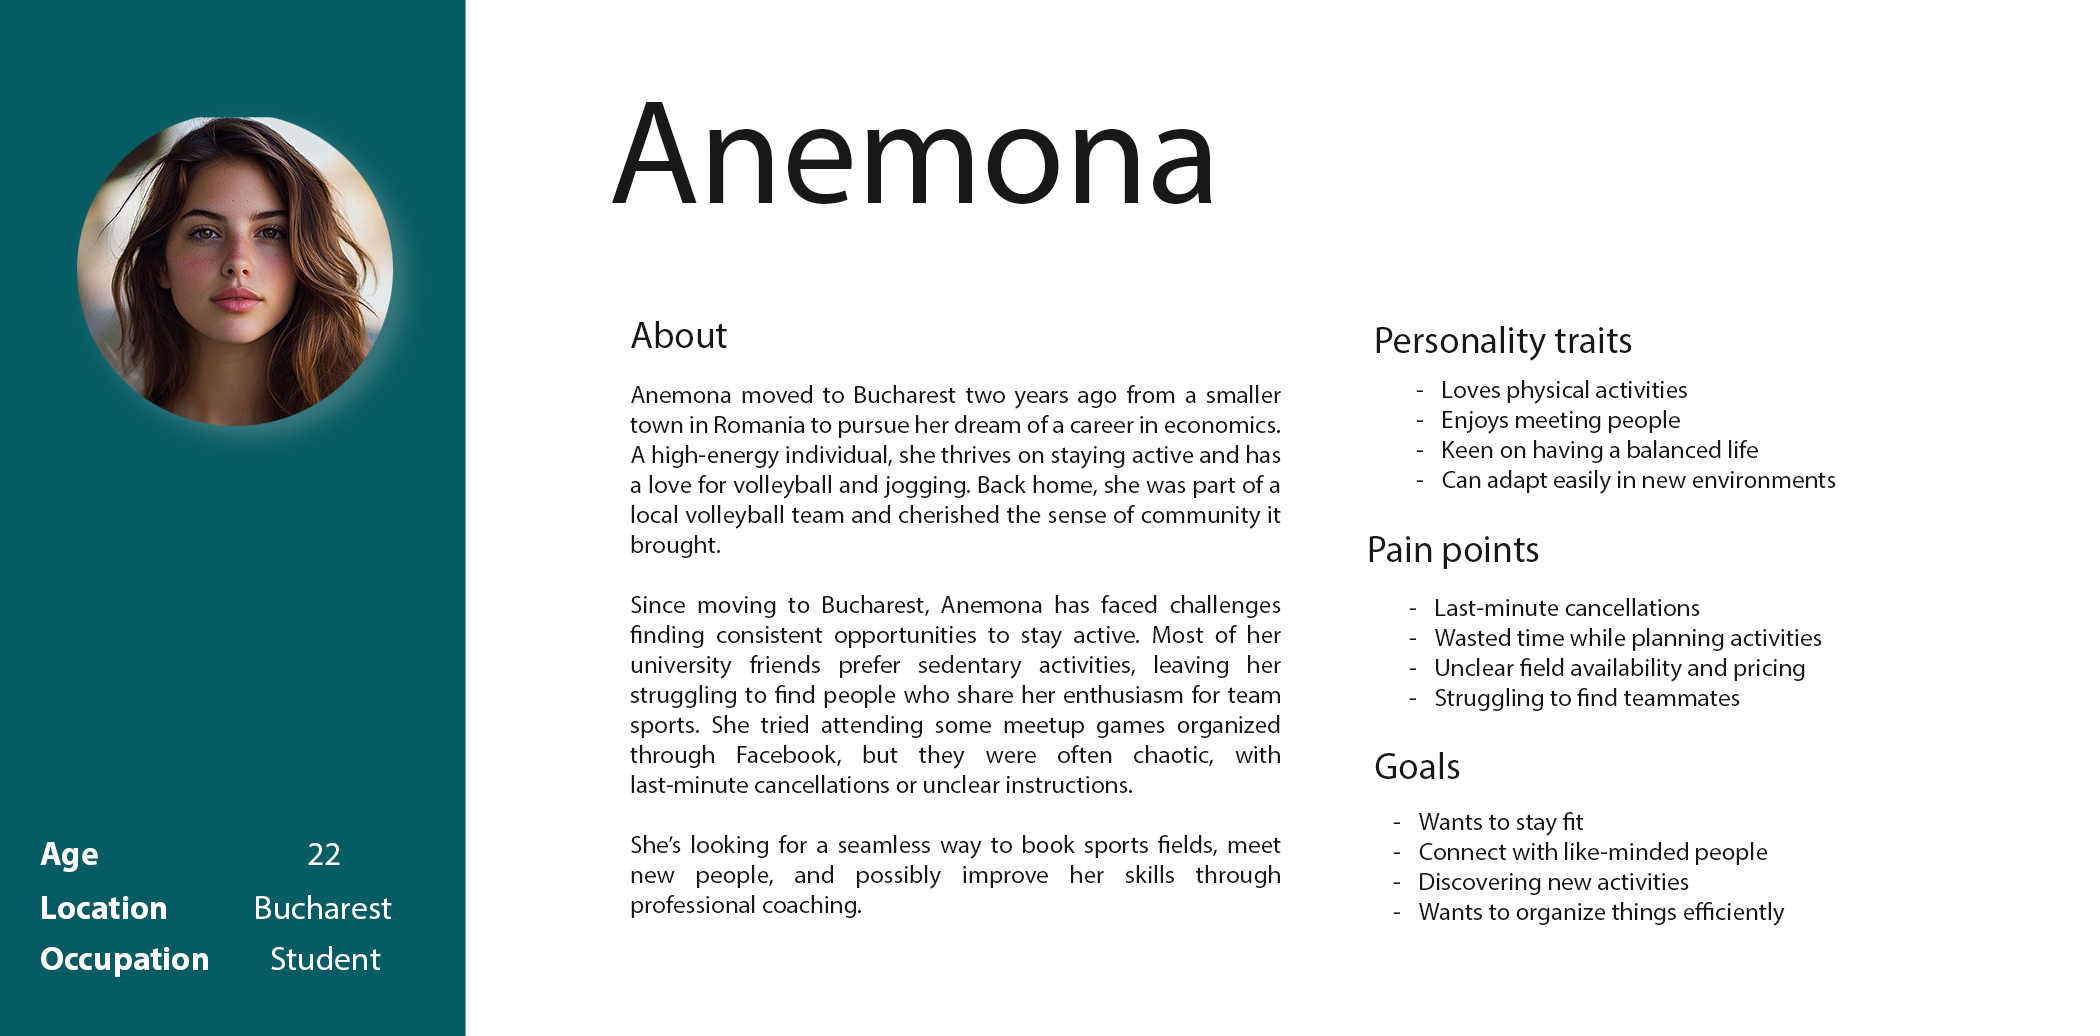 Anemona
About
Anemona moved to Bucharest two years ago from a smaller
town in Romania to pursue her dream of a career in economics.
A high-energy individual, she thrives on staying active and has
a love for volleyball and jogging. Back home, she was part of a
local volleyball team and cherished the sense of community it
brought.
Since moving to Bucharest, Anemona has faced challenges
finding consistent opportunities to stay active. Most of her
university friends prefer sedentary activities, leaving her
struggling to find people who share her enthusiasm for team
sports. She tried attending some meetup games organized
through Facebook, but they were often chaotic, with
last-minute cancellations or unclear instructions.
She’s looking for a seamless way to book sports fields, meet
new people, and possibly improve her skills through
professional coaching.
Personality traits
- Loves physical activities
- Enjoys meeting people
- Keen on having a balanced life
- Can adapt easily in new environments
Pain points
- Last-minute cancellations
- Wasted time while planning activities
- Unclear field availability and pricing
- Struggling to find teammates
Goals
- Wants to stay fit
- Connect with like-minded people
- Discovering new activities
- Wants to organize things efficiently
Age 22
Location Bucharest
Occupation Student